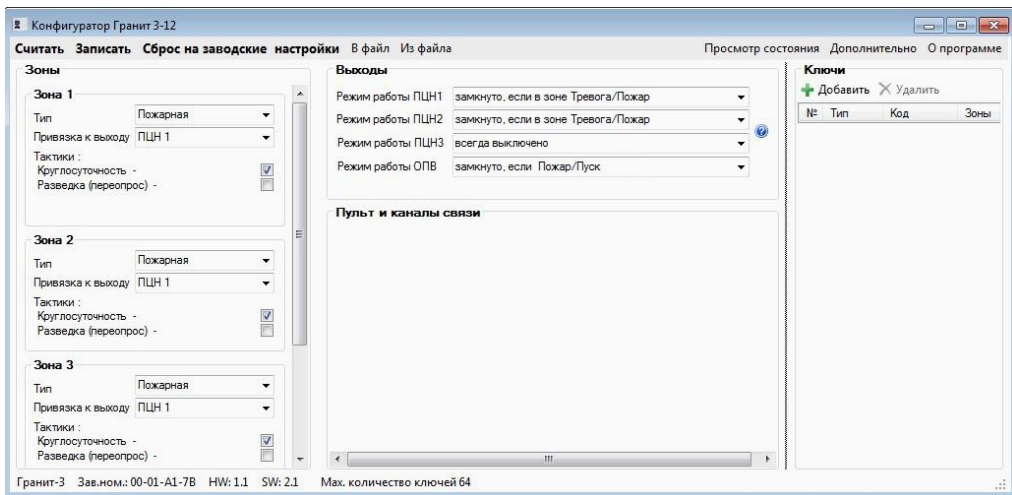 Конфигуратор Гранит 3-12
Считать Записать Сброс на заводские настройки В файл Из файла Просмотр состояния Дополнительно О программе
Зоны
Зона 1
Тип Пожарная
Привязка к выходу ПЦН 1
Тактики :
Круглосуточность -
Разведка (переопрос) -
Зона 2
Тип Пожарная
Привязка к выходу ПЦН 1
Тактики :
Круглосуточность -
Разведка (переопрос) -
Зона 3
Тип Пожарная
Привязка к выходу ПЦН 1
Тактики :
Круглосуточность -
Разведка (переопрос) -
Выходы
Режим работы ПЦН1 замкнуто, если в зоне Тревога/Пожар
Режим работы ПЦН2 замкнуто, если в зоне Тревога/Пожар
Режим работы ПЦН3 всегда выключено
Режим работы ОПВ замкнуто, если Пожар/Пуск
Пульт и каналы связи
Ключи
Добавить Удалить
№ Тип Код Зоны
Гранит-3 Зав.ном.: 00-01-A1-7B HW: 1.1 SW: 2.1 Мах. количество ключей 64